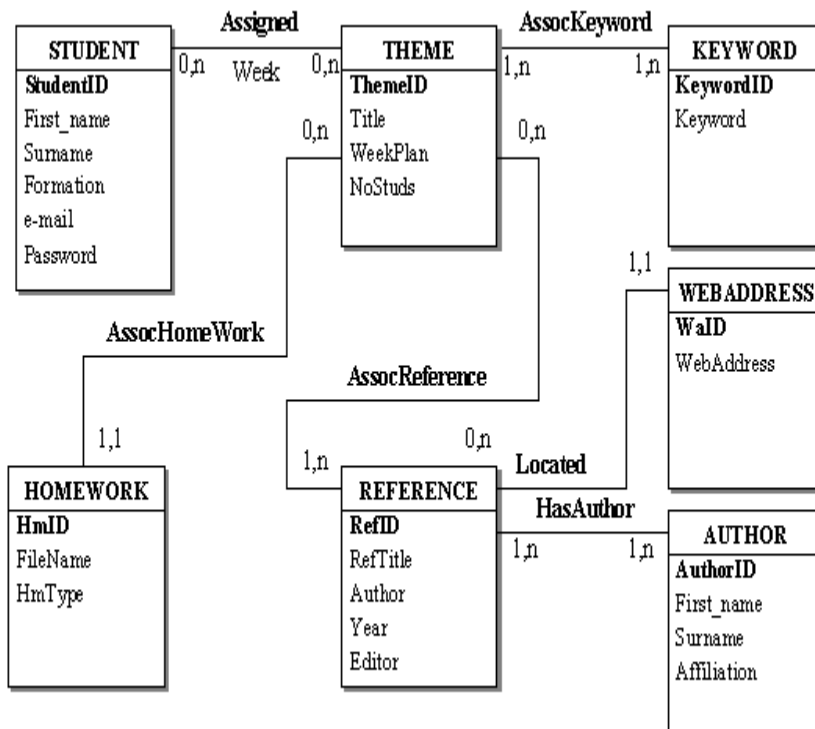 Assigned
AssocKeyword
STUDENT
StudentID
First_name
Surname
Formation
e-mail
Password
0,n
Week
0,n
THEME
ThemeID
Title
WeekPlan
NoStuds
1,n
1,n
KEYWORD
KeywordID
Keyword
0,n
0,n
AssocHomeWork
AssocReference
1,1
WEBADDRESS
WaID
WebAddress
1,1
HOMEWORK
HmID
FileName
HmType
1,n
0,n
REFERENCE
RefID
RefTitle
Author
Year
Editor
Located
HasAuthor
1,n
1,n
AUTHOR
AuthorID
First_name
Surname
Affiliation